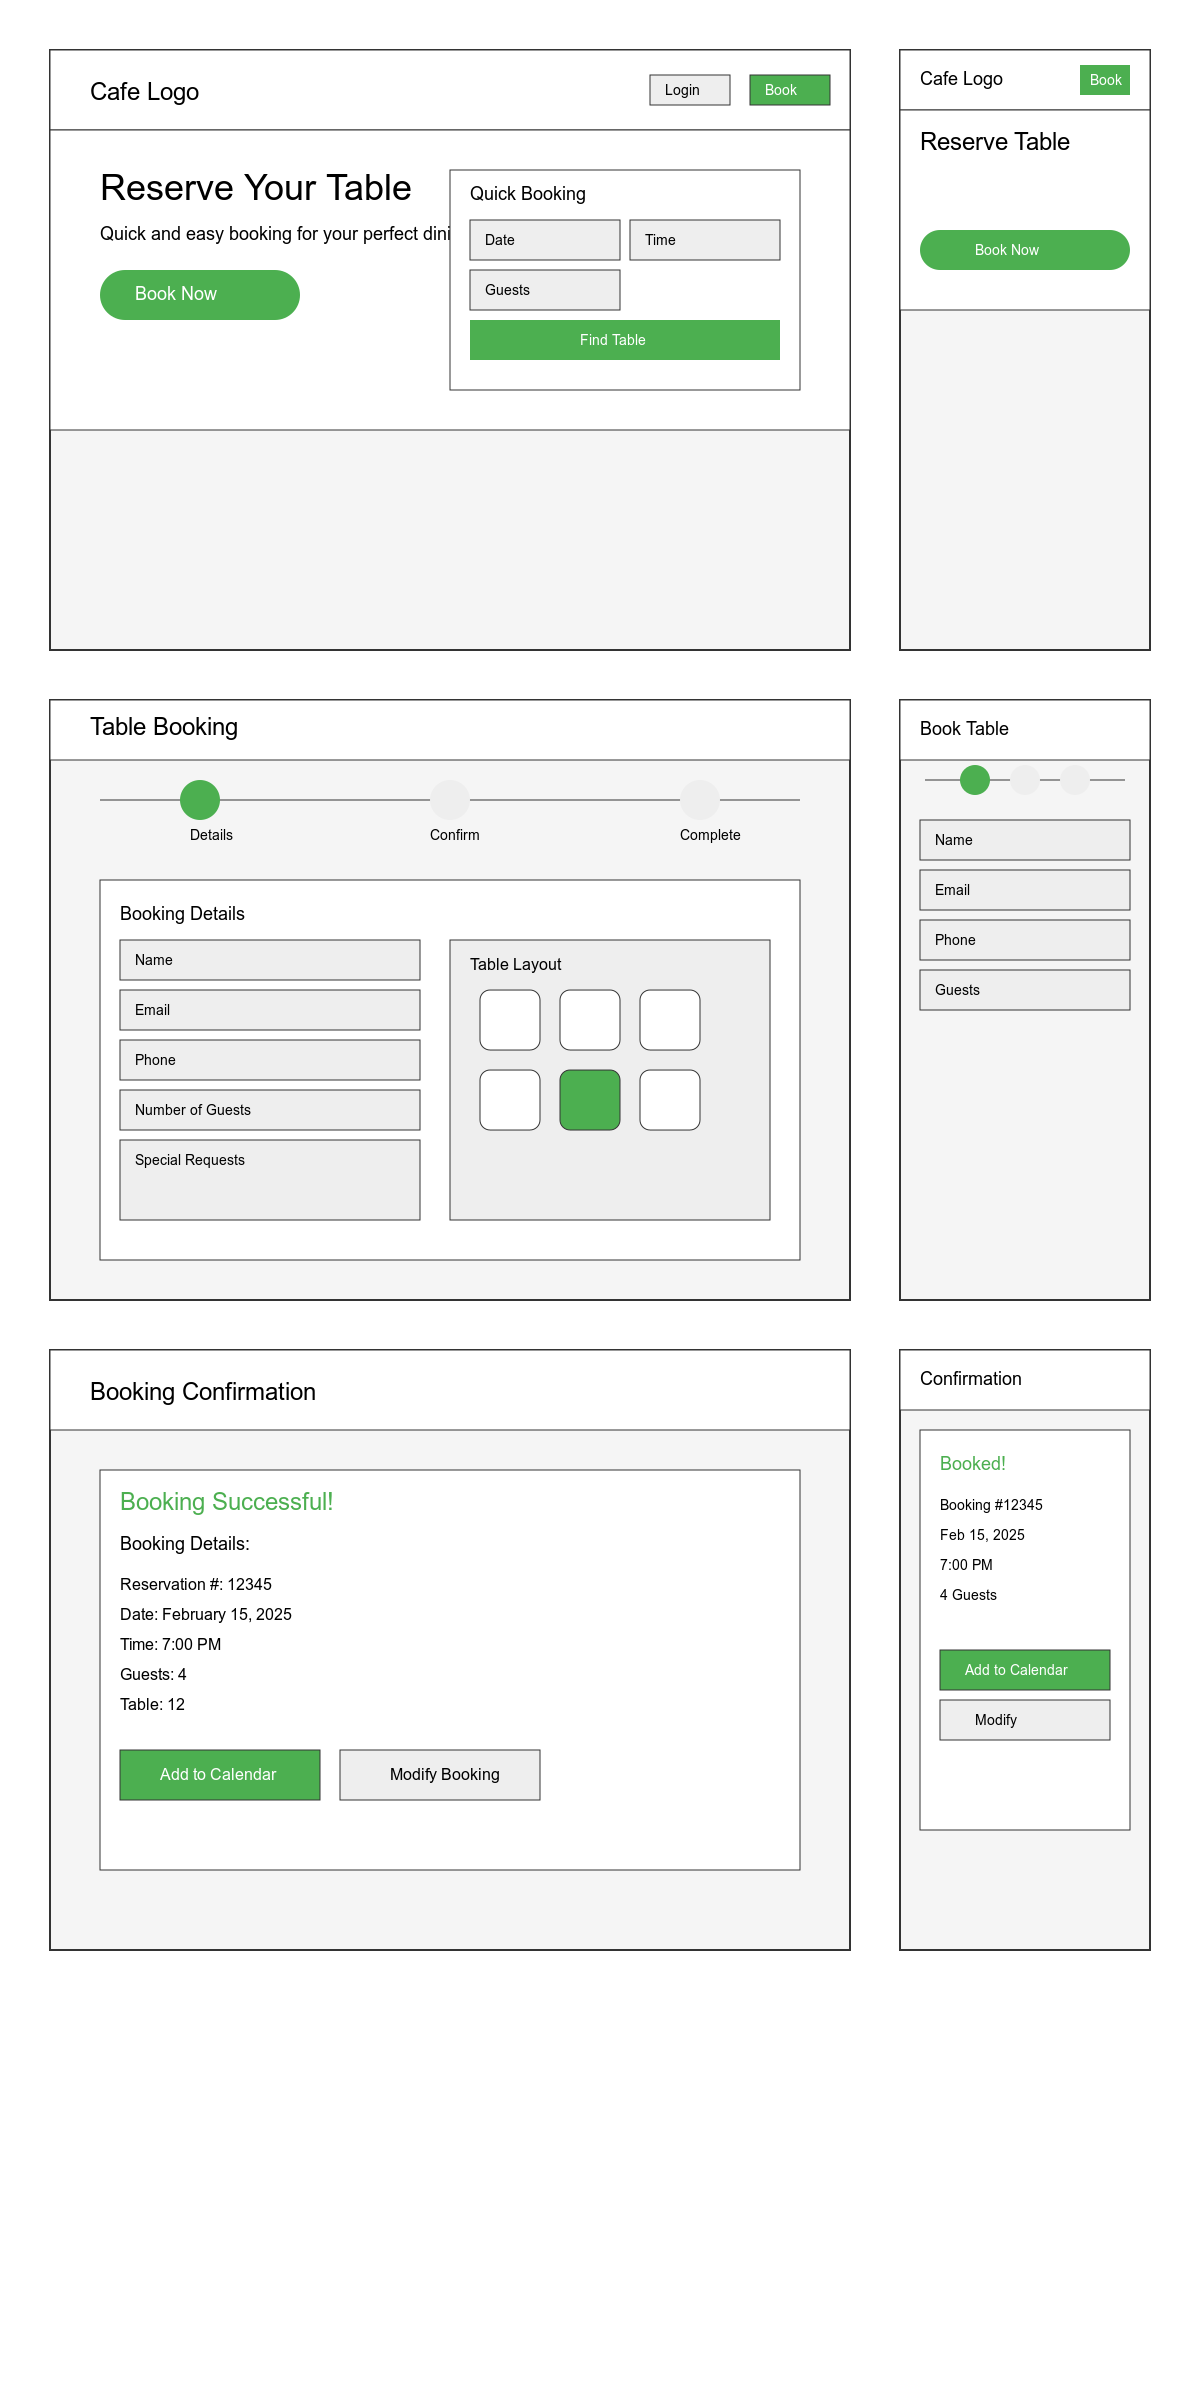 Cafe Logo
Login
Book
Reserve Your Table
Quick and easy booking for your perfect dini
Book Now
Quick Booking
Date
Time
Guests
Find Table
Cafe Logo
Book
Reserve Table
Book Now
Table Booking
Details
Confirm
Complete
Booking Details
Name
Email
Phone
Number of Guests
Special Requests
Table Layout
Book Table
Name
Email
Phone
Guests
Booking Confirmation
Booking Successful!
Booking Details:
Reservation #: 12345
Date: February 15, 2025
Time: 7:00 PM
Guests: 4
Table: 12
Add to Calendar
Modify Booking
Confirmation
Booked!
Booking #12345
Feb 15, 2025
7:00 PM
4 Guests
Add to Calendar
Modify